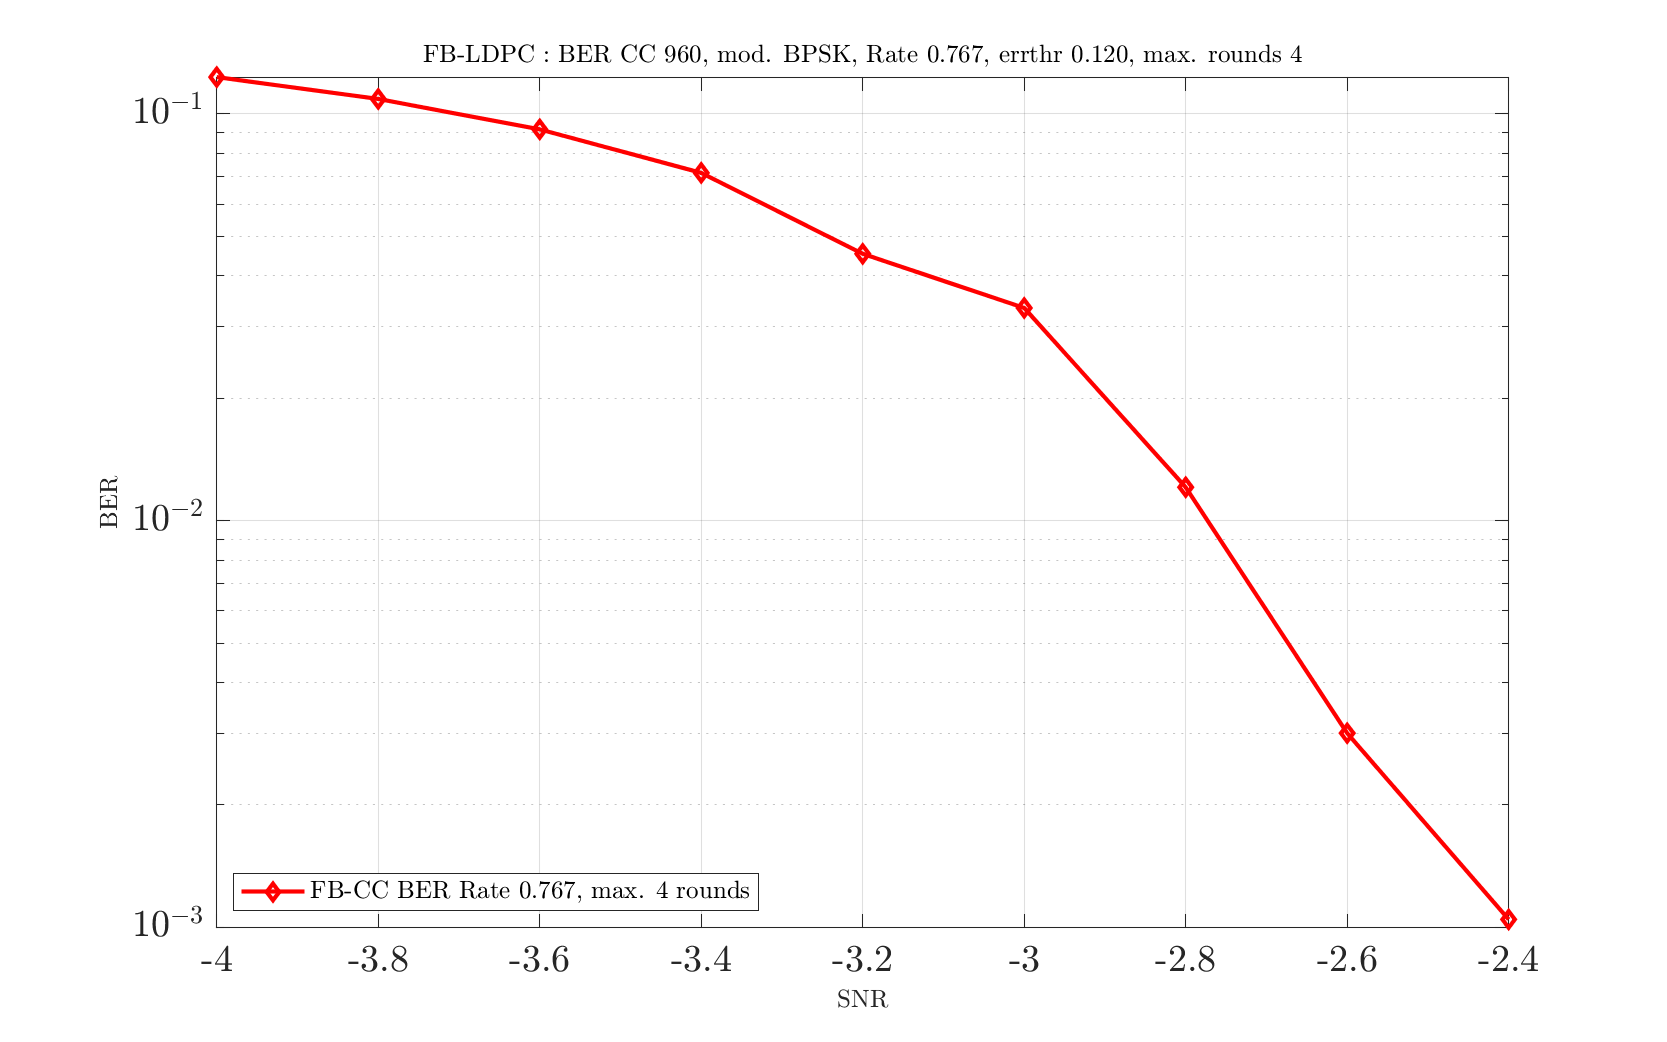 FB-LDPC : BER CC 960, mod. BPSK, Rate 0.767, errthr 0.120, max. rounds 4
10⁻¹
10⁻²
10⁻³
BER
FB-CC BER Rate 0.767, max. 4 rounds
-4 -3.8 -3.6 -3.4 -3.2 -3 -2.8 -2.6 -2.4
SNR